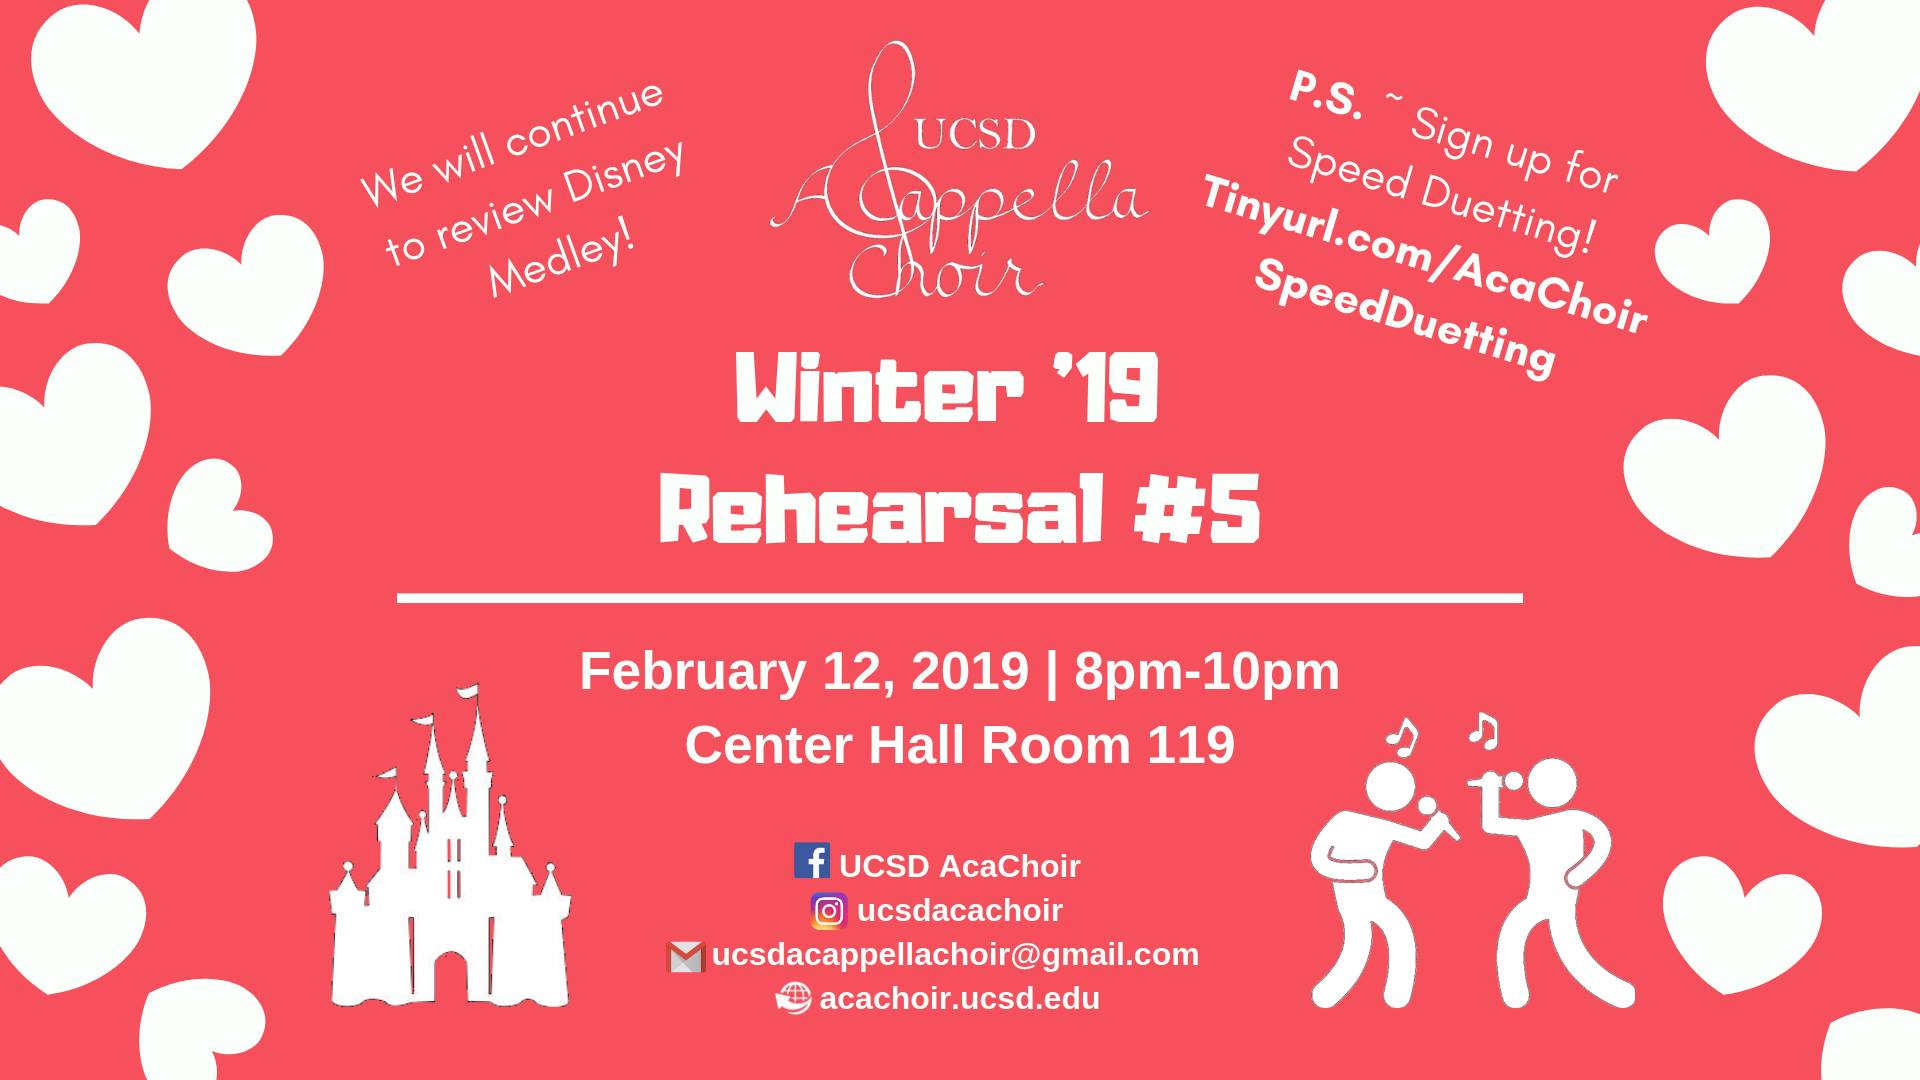 We will continue
to review Disney
Medley!
UCSD
A Cappella
Choir
P.S. ~ Sign up for
Speed Duetting!
Tinyurl.com/AcaChoir
SpeedDuetting
Winter '19
Rehearsal #5
February 12, 2019 | 8pm-10pm
Center Hall Room 119
UCSD AcaChoir
ucsdacachoir
ucsdacappellachoir@gmail.com
acachoir.ucsd.edu